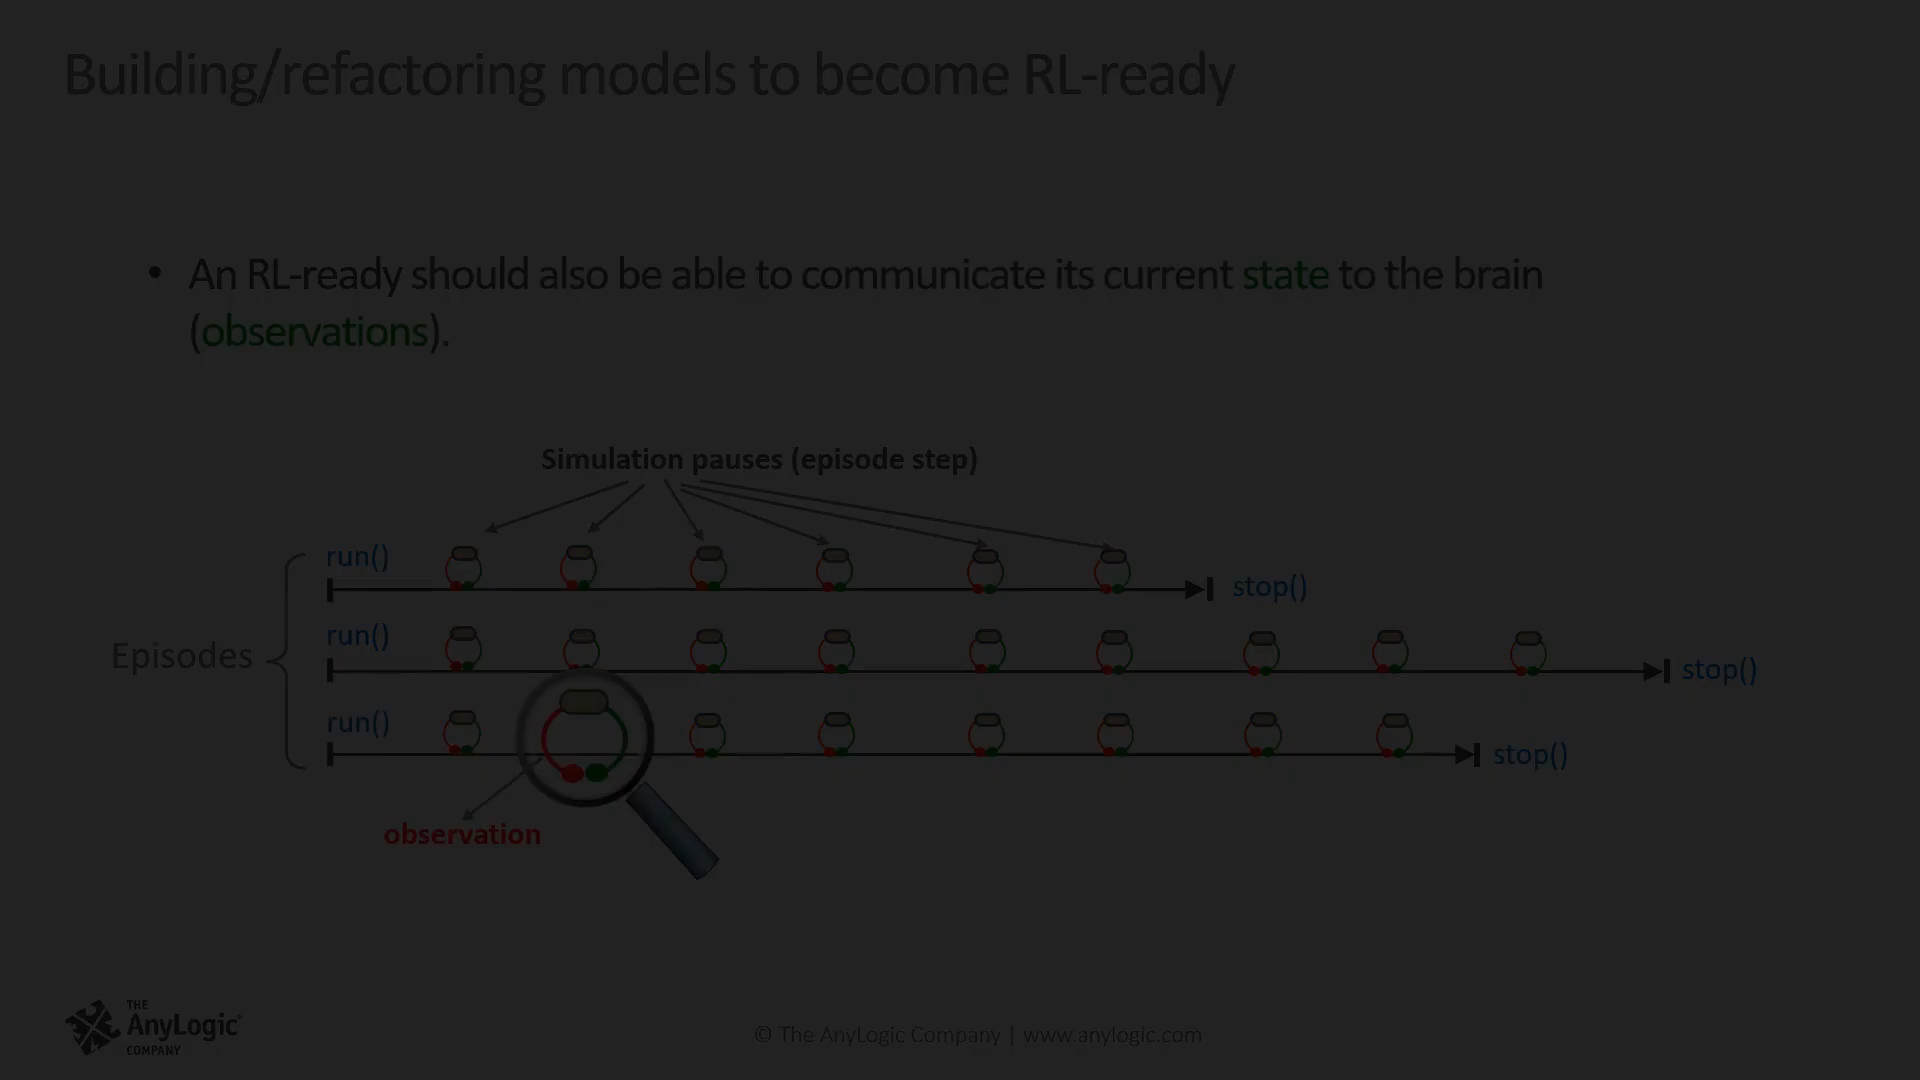 Building/refactoring models to become RL-ready
• An RL-ready should also be able to communicate its current state to the brain
(observations).
Simulation pauses (episode step)
run()
stop()
run()
Episodes
stop()
run()
stop()
observation
THE
AnyLogic
COMPANY
© The AnyLogic Company | www.anylogic.com